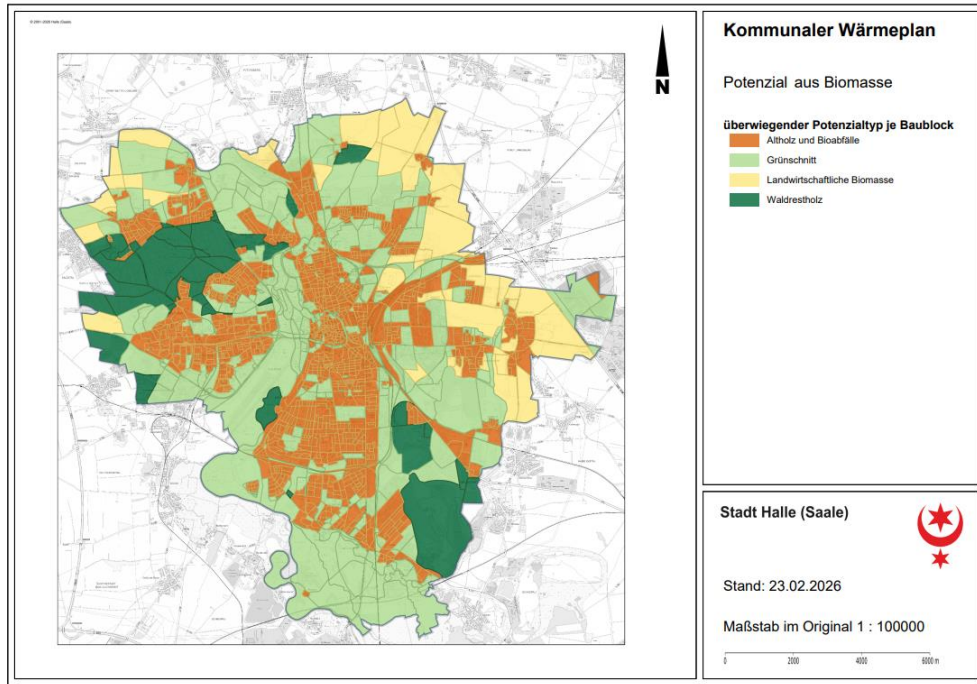 Kommunaler Wärmeplan
Potenzial aus Biomasse
überwiegender Potenzialtyp je Baublock
Altholz und Bioabfälle
Grünschnitt
Landwirtschaftliche Biomasse
Waldrestholz
N
Stadt Halle (Saale)
Stand: 23.02.2026
Maßstab im Original 1 : 100000
0 2000 4000 6000 m